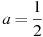 a = 1/2